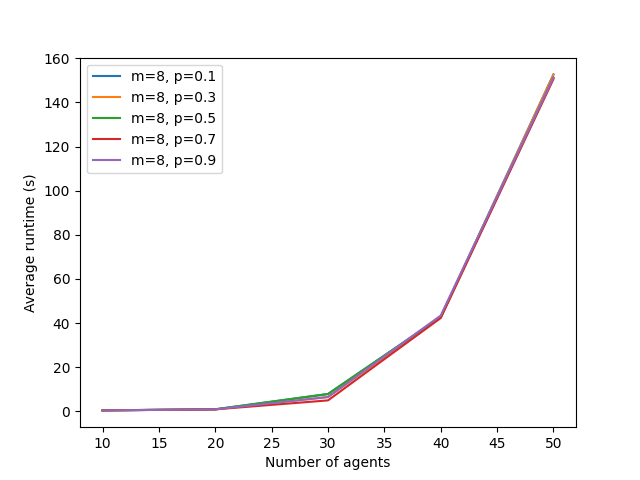 160
140
120
100
80
60
40
20
0
Average runtime (s)
m=8, p=0.1
m=8, p=0.3
m=8, p=0.5
m=8, p=0.7
m=8, p=0.9
10 15 20 25 30 35 40 45 50
Number of agents